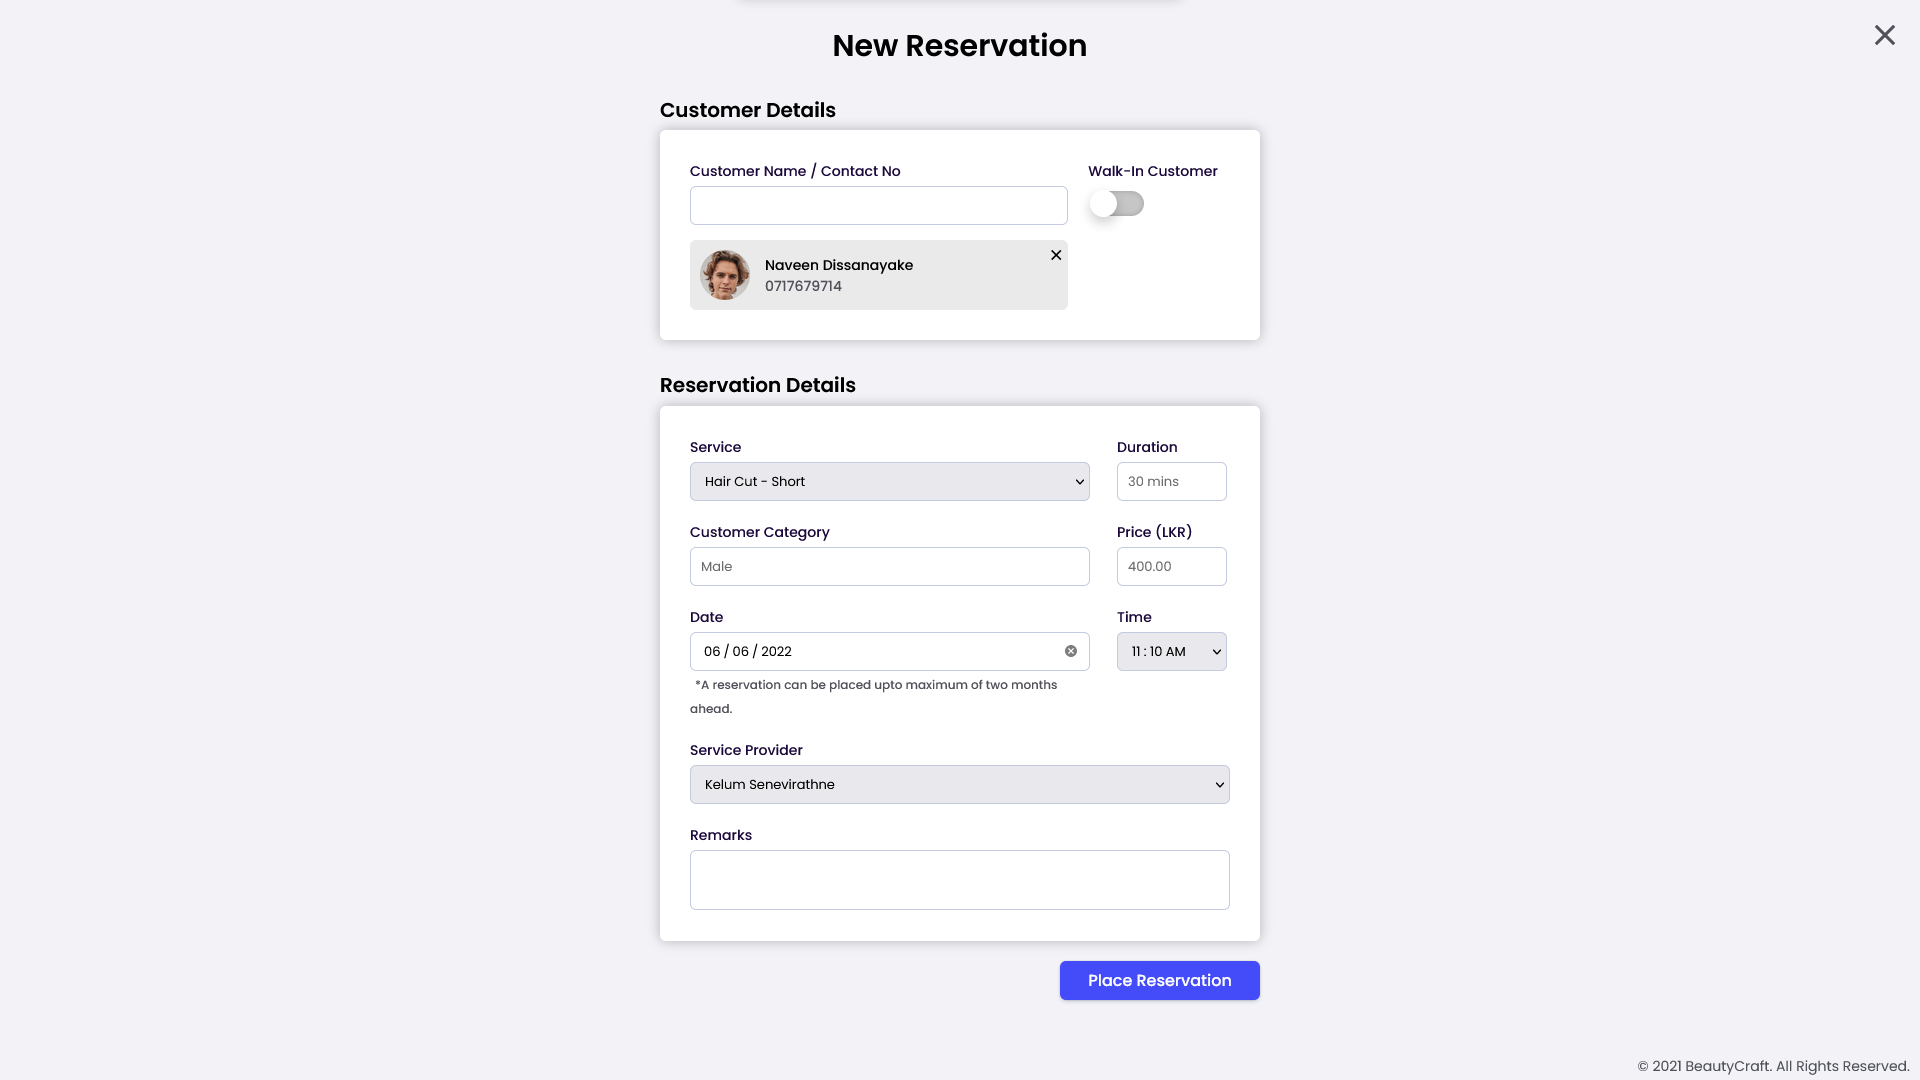 New Reservation
Customer Details
Customer Name / Contact No
Walk-In Customer
Naveen Dissanayake
0717679714
Reservation Details
Service
Duration
Hair Cut - Short
30 mins
Customer Category
Price (LKR)
Male
400.00
Date
Time
06 / 06 / 2022
11 : 10 AM
*A reservation can be placed upto maximum of two months
ahead.
Service Provider
Kelum Senevirathne
Remarks
Place Reservation
© 2021 BeautyCraft. All Rights Reserved.